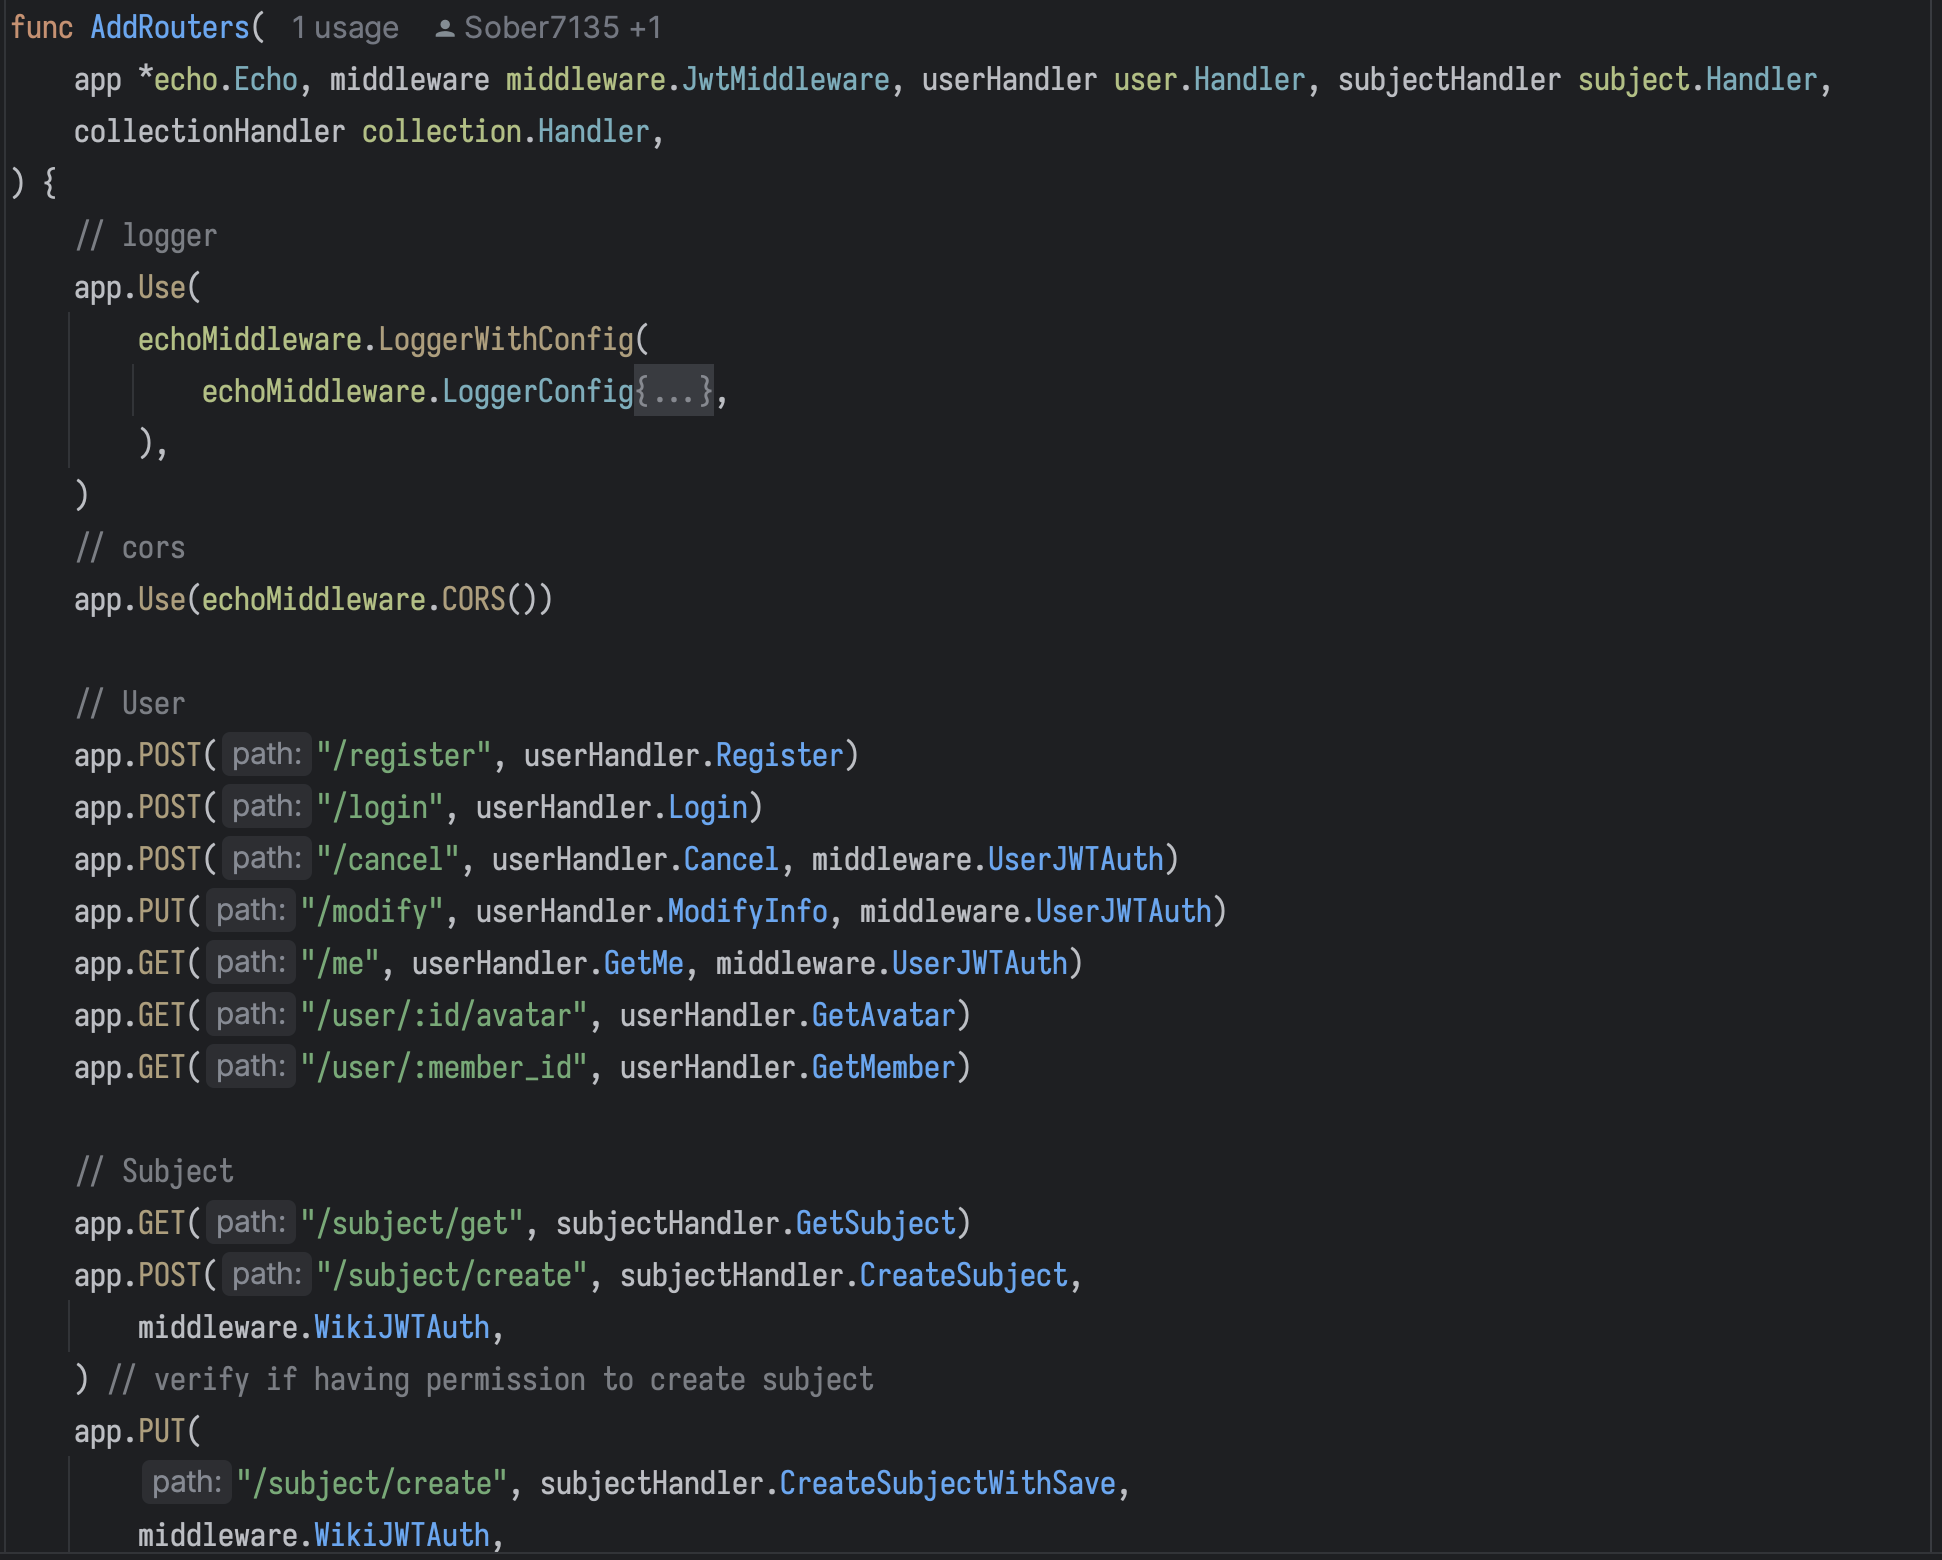 func AddRouters( 1 usage Sober7135 +1
    app *echo.Echo, middleware middleware.JwtMiddleware, userHandler user.Handler, subjectHandler subject.Handler,
    collectionHandler collection.Handler,
) {
    // logger
    app.Use(
        echoMiddleware.LoggerWithConfig(
            echoMiddleware.LoggerConfig{...},
        ),
    )
    // cors
    app.Use(echoMiddleware.CORS())

    // User
    app.POST( path: "/register", userHandler.Register)
    app.POST( path: "/login", userHandler.Login)
    app.POST( path: "/cancel", userHandler.Cancel, middleware.UserJWTAuth)
    app.PUT( path: "/modify", userHandler.ModifyInfo, middleware.UserJWTAuth)
    app.GET( path: "/me", userHandler.GetMe, middleware.UserJWTAuth)
    app.GET( path: "/user/:id/avatar", userHandler.GetAvatar)
    app.GET( path: "/user/:member_id", userHandler.GetMember)

    // Subject
    app.GET( path: "/subject/get", subjectHandler.GetSubject)
    app.POST( path: "/subject/create", subjectHandler.CreateSubject,
        middleware.WikiJWTAuth,
    ) // verify if having permission to create subject
    app.PUT(
        path: "/subject/create", subjectHandler.CreateSubjectWithSave,
        middleware.WikiJWTAuth,